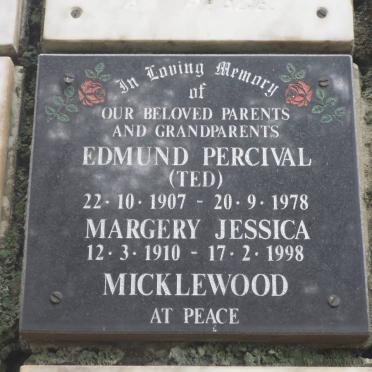 In Loving Memory
of
OUR BELOVED PARENTS
AND GRANDPARENTS
EDMUND PERCIVAL
(TED)
22·10·1907 - 20·9·1978
MARGERY JESSICA
12·3·1910 - 17·2·1998
MICKLEWOOD
AT PEACE